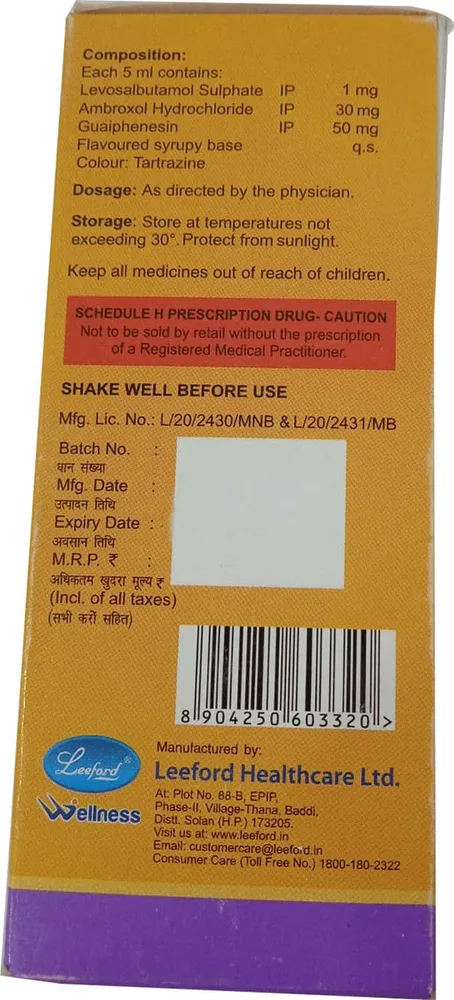 Composition:
Each 5 ml contains:
Levosalbutamol Sulphate IP 1 mg
Ambroxol Hydrochloride IP 30 mg
Guaiphenesin IP 50 mg
Flavoured syrupy base q.s.
Colour: Tartrazine
Dosage: As directed by the physician.
Storage: Store at temperatures not
exceeding 30°. Protect from sunlight.
Keep all medicines out of reach of children.
SCHEDULE H PRESCRIPTION DRUG- CAUTION
Not to be sold by retail without the prescription
of a Registered Medical Practitioner.
SHAKE WELL BEFORE USE
Mfg. Lic. No.: L/20/2430/MNB & L/20/2431/MB
Batch No. :
घान संख्या
Mfg. Date :
उत्पादन तिथि
Expiry Date :
अवसान तिथि
M.R.P. ₹ :
अधिकतम खुदरा मूल्य ₹
(Incl. of all taxes)
(सभी करों सहित)
8 904250 603320 >
Leeford®
Wellness
Manufactured by:
Leeford Healthcare Ltd.
At: Plot No. 88-B, EPIP,
Phase-II, Village-Thana, Baddi,
Distt. Solan (H.P.) 173205.
Visit us at: www.leeford.in
Email: customercare@leeford.in
Consumer Care (Toll Free No.) 1800-180-2322